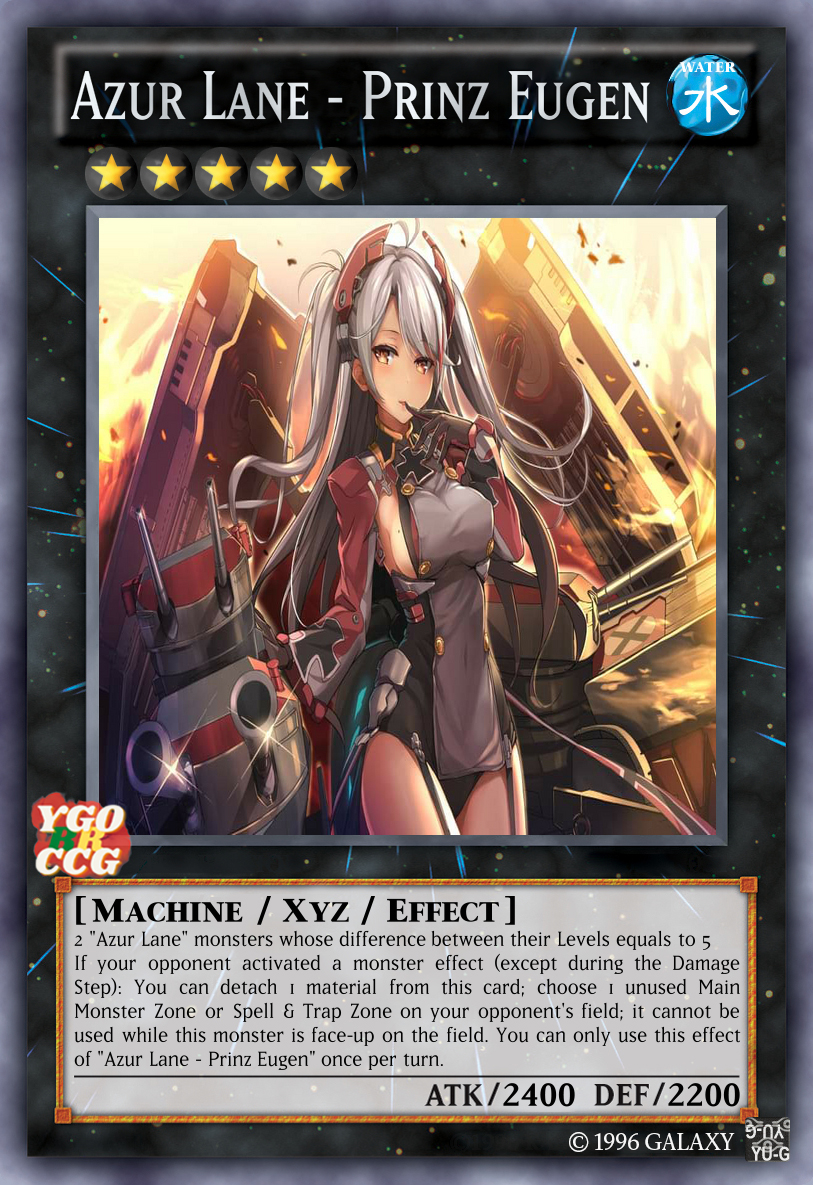 Azur Lane - Prinz Eugen
WATER
水
YGO
RR
CCG
[ Machine / Xyz / Effect ]
2 "Azur Lane" monsters whose difference between their Levels equals to 5
If your opponent activated a monster effect (except during the Damage
Step): You can detach 1 material from this card; choose 1 unused Main
Monster Zone or Spell & Trap Zone on your opponent's field; it cannot be
used while this monster is face-up on the field. You can only use this effect
of "Azur Lane - Prinz Eugen" once per turn.
ATK/2400 DEF/2200
© 1996 GALAXY
YU-G
YU-G